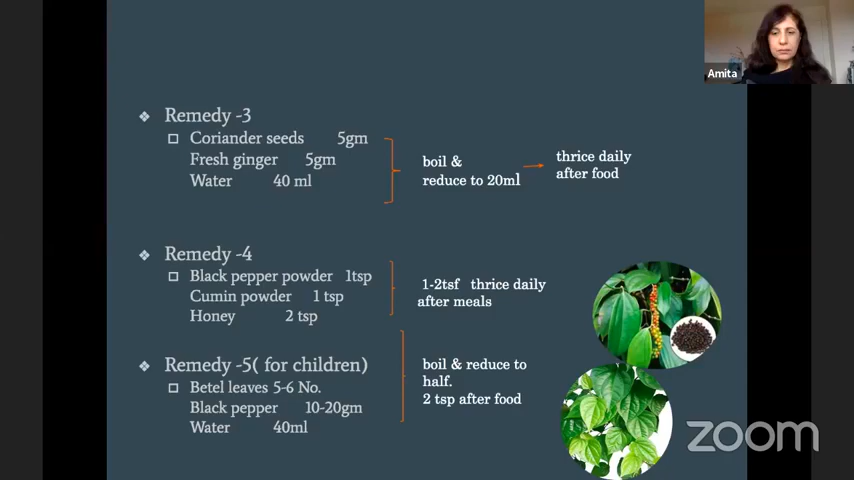 Amita
❖ Remedy -3
Coriander seeds 5gm
Fresh ginger 5gm
Water 40 ml
boil &
reduce to 20ml
thrice daily
after food
❖ Remedy -4
Black pepper powder 1tsp
Cumin powder 1 tsp
Honey 2 tsp
1-2tsf thrice daily
after meals
❖ Remedy -5( for children)
Betel leaves 5-6 No.
Black pepper 10-20gm
Water 40ml
boil & reduce to
half.
2 tsp after food
zoom